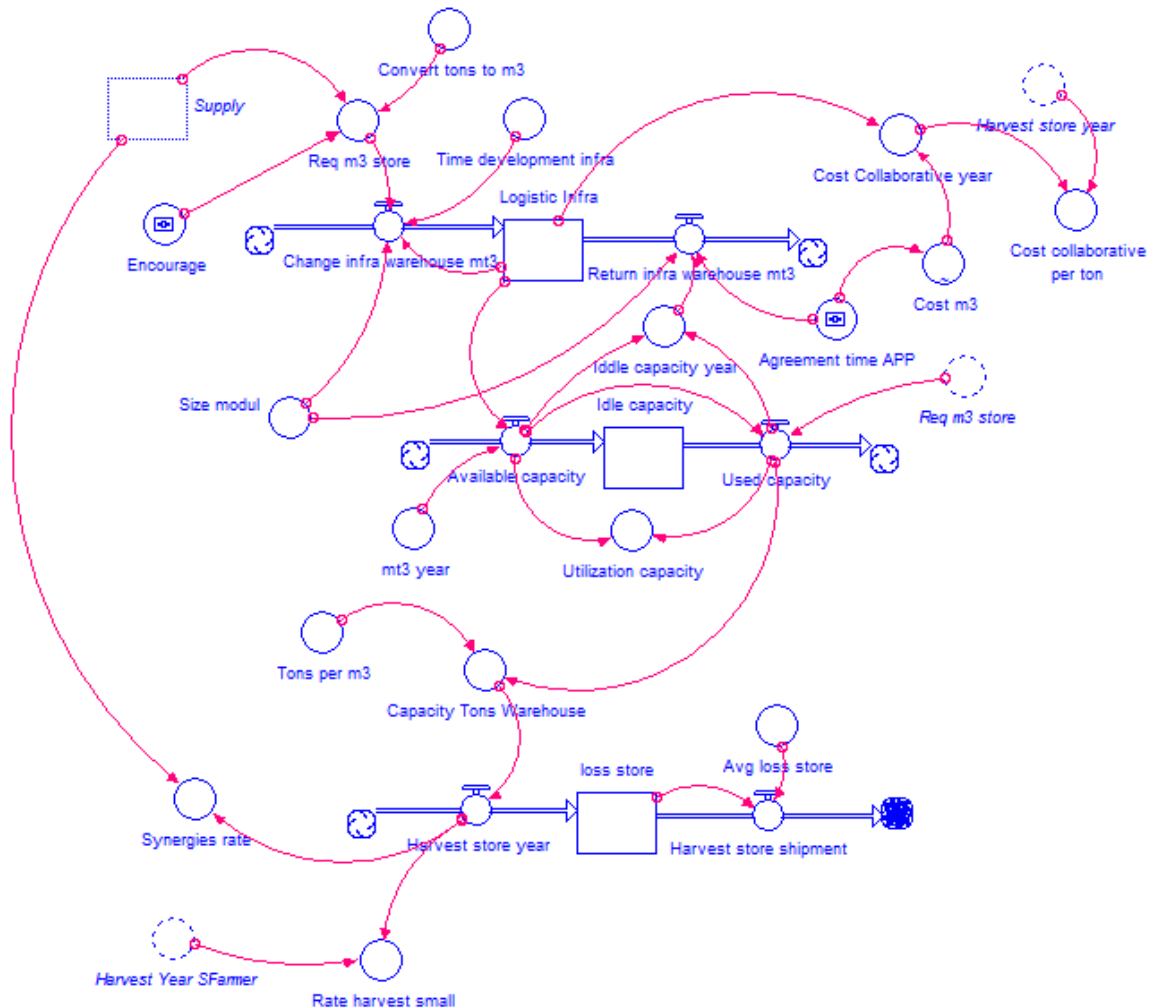 Convert tons to m3
Supply
Harvest store year
Req m3 store
Time development infra
Cost Collaborative year
Logistic Infra
Encourage
Change infra warehouse mt3
Return infra warehouse mt3
Cost collaborative
per ton
Cost m3
Iddle capacity year
Agreement time APP
Size modul
Idle capacity
Req m3 store
Available capacity
Used capacity
mt3 year
Utilization capacity
Tons per m3
Capacity Tons Warehouse
loss store
Avg loss store
Synergies rate
Harvest store year
Harvest store shipment
Harvest Year SFarmer
Rate harvest small